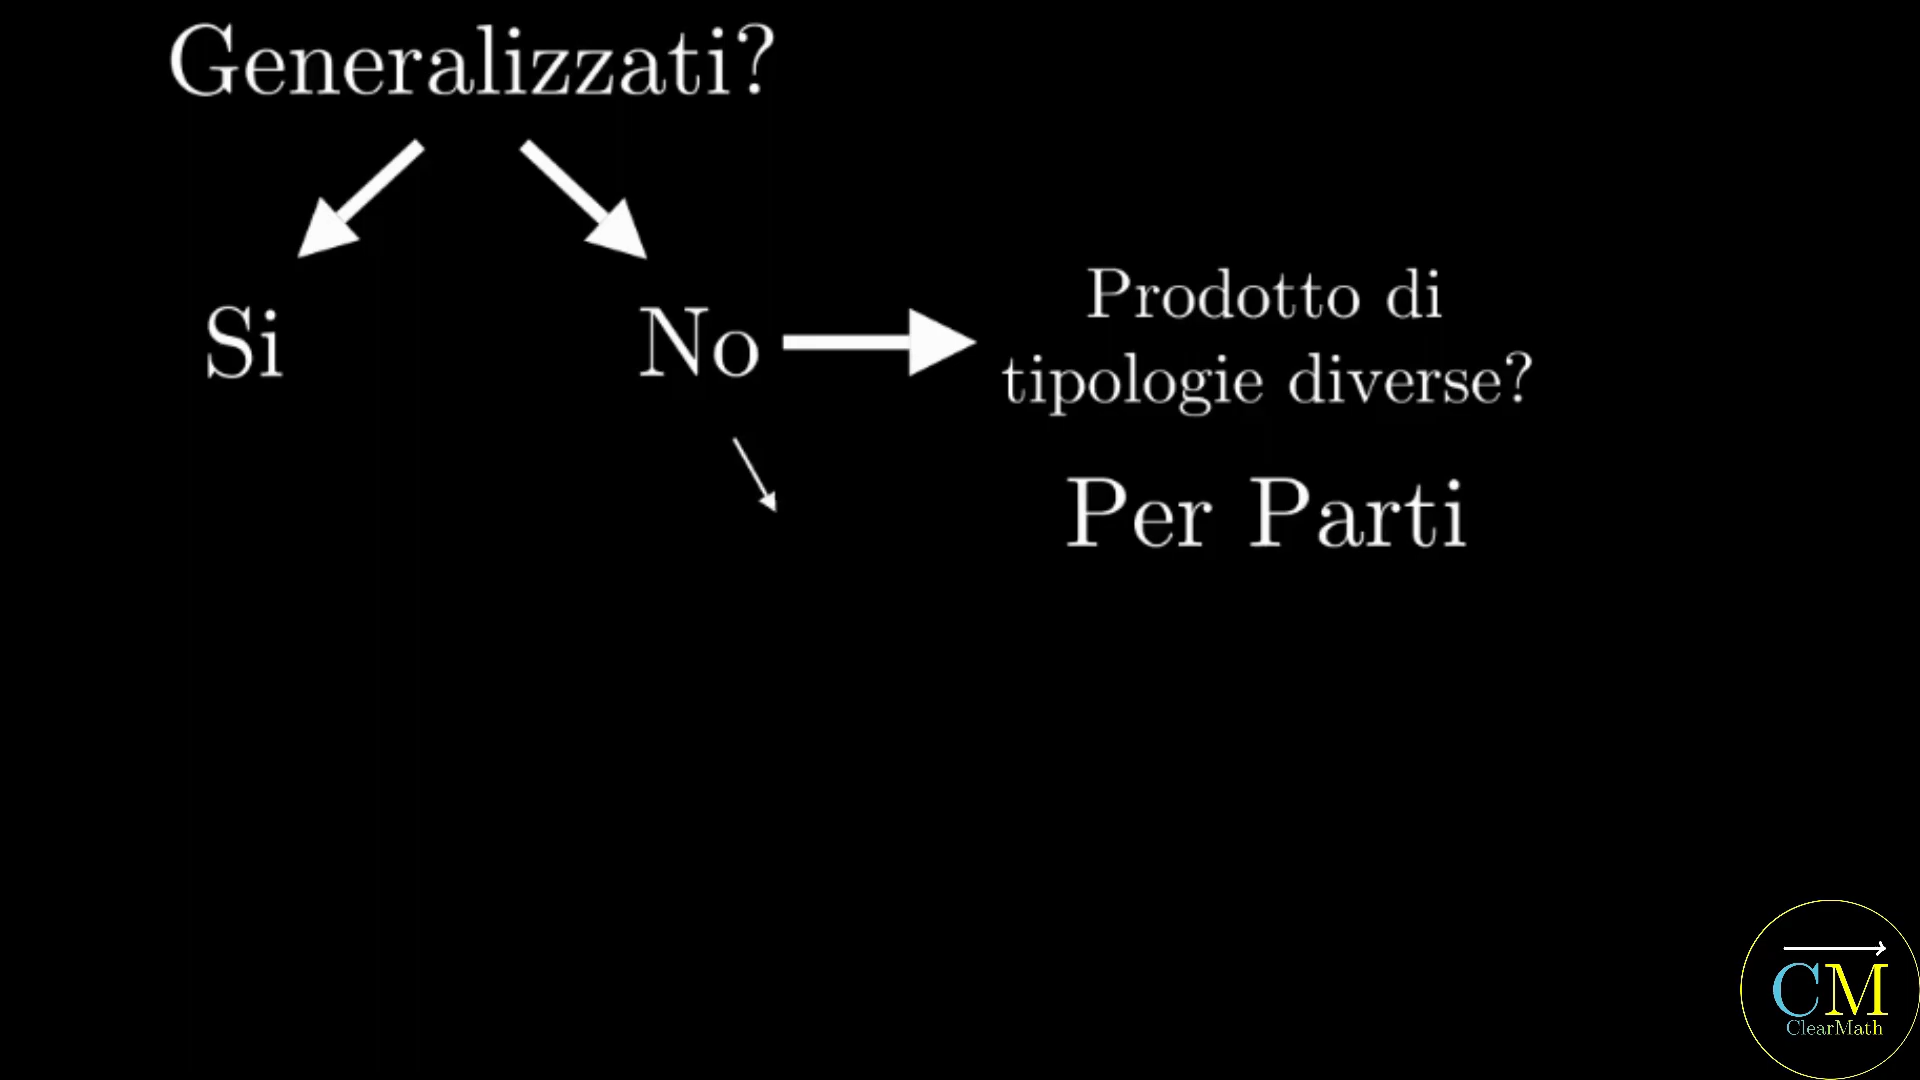 Generalizzati?
Si
No
Prodotto di
tipologie diverse?
Per Parti
CM
ClearMath